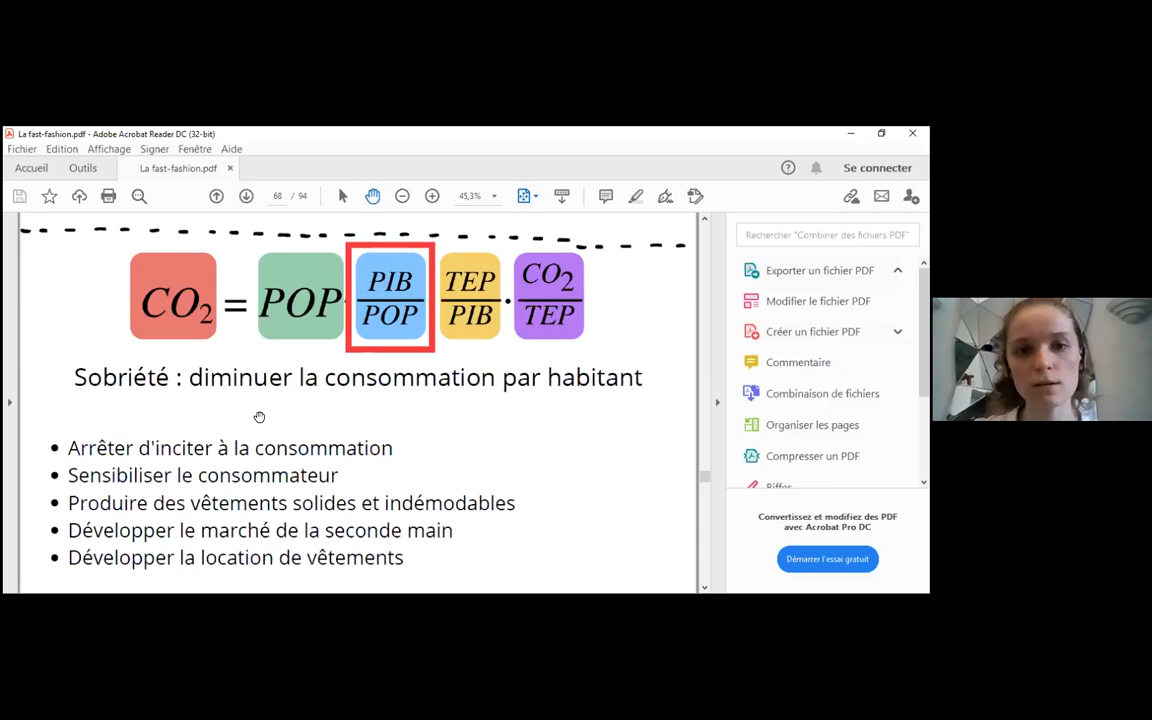 La fast-fashion.pdf - Adobe Acrobat Reader DC (32-bit)
Fichier Edition Affichage Signer Fenêtre Aide
Accueil Outils La fast-fashion.pdf × Se connecter
68 / 94 45,3%
CO₂ = POP · PIB/POP TEP/PIB · CO₂/TEP
Sobriété : diminuer la consommation par habitant
• Arrêter d'inciter à la consommation
• Sensibiliser le consommateur
• Produire des vêtements solides et indémodables
• Développer le marché de la seconde main
• Développer la location de vêtements
Rechercher "Combiner des fichiers PDF"
Exporter un fichier PDF
Modifier le fichier PDF
Créer un fichier PDF
Commentaire
Combinaison de fichiers
Organiser les pages
Compresser un PDF
Convertissez et modifiez des PDF
avec Acrobat Pro DC
Démarrer l'essai gratuit